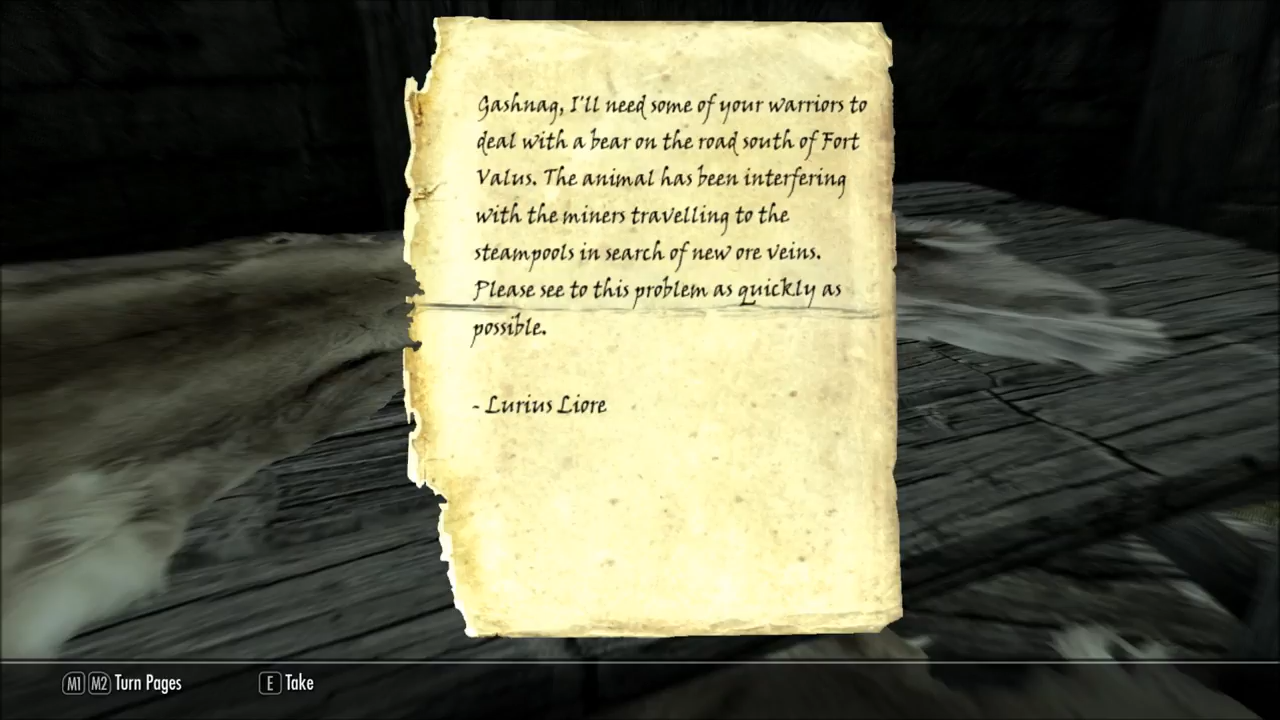 Gashnag, I'll need some of your warriors to
deal with a bear on the road south of Fort
Valus. The animal has been interfering
with the miners travelling to the
steampools in search of new ore veins.
Please see to this problem as quickly as
possible.
- Lurius Liore
M1 M2 Turn Pages E Take